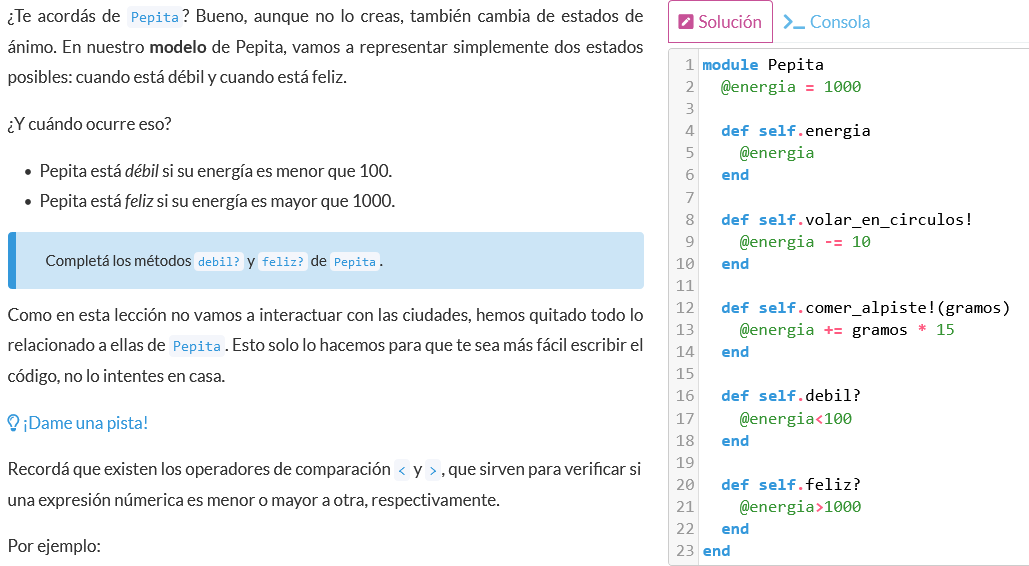 ¿Te acordás de Pepita? Bueno, aunque no lo creas, también cambia de estados de
ánimo. En nuestro modelo de Pepita, vamos a representar simplemente dos estados
posibles: cuando está débil y cuando está feliz.
¿Y cuándo ocurre eso?
Pepita está débil si su energía es menor que 100.
Pepita está feliz si su energía es mayor que 1000.
Completá los métodos debil? y feliz? de Pepita.
Como en esta lección no vamos a interactuar con las ciudades, hemos quitado todo lo
relacionado a ellas de Pepita. Esto solo lo hacemos para que te sea más fácil escribir el
código, no lo intentes en casa.
¡Dame una pista!
Recordá que existen los operadores de comparación < y >, que sirven para verificar si
una expresión númerica es menor o mayor a otra, respectivamente.
Por ejemplo:
Solución
Consola
1 module Pepita
2 @energia = 1000
3
4 def self.energia
5 @energia
6 end
7
8 def self.volar_en_circulos!
9 @energia -= 10
10 end
11
12 def self.comer_alpiste!(gramos)
13 @energia += gramos * 15
14 end
15
16 def self.debil?
17 @energia<100
18 end
19
20 def self.feliz?
21 @energia>1000
22 end
23 end